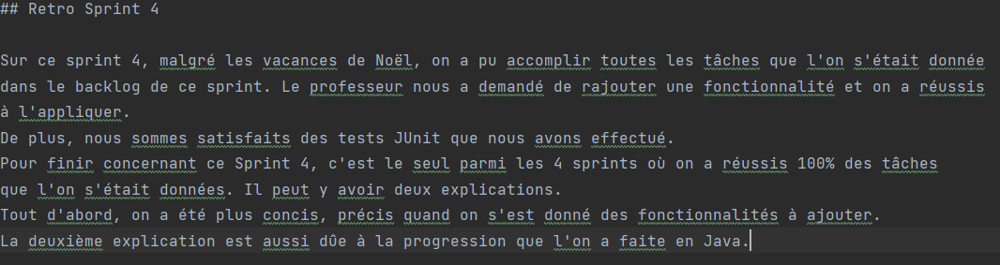 ## Retro Sprint 4
Sur ce sprint 4, malgré les vacances de Noël, on a pu accomplir toutes les tâches que l'on s'était donnée
dans le backlog de ce sprint. Le professeur nous a demandé de rajouter une fonctionnalité et on a réussis
à l'appliquer.
De plus, nous sommes satisfaits des tests JUnit que nous avons effectué.
Pour finir concernant ce Sprint 4, c'est le seul parmi les 4 sprints où on a réussis 100% des tâches
que l'on s'était données. Il peut y avoir deux explications.
Tout d'abord, on a été plus concis, précis quand on s'est donné des fonctionnalités à ajouter.
La deuxième explication est aussi dûe à la progression que l'on a faite en Java.